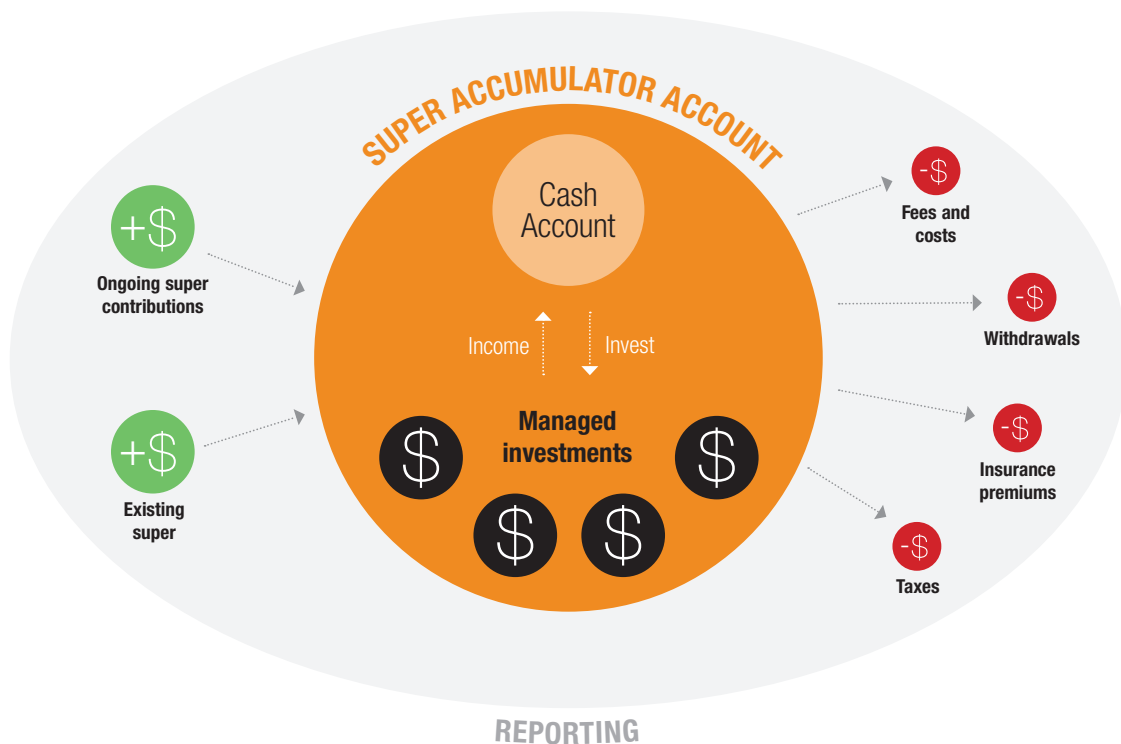 SUPER ACCUMULATOR ACCOUNT
Cash
Account
+$
Ongoing super
contributions
+$
Existing
super
Income
Invest
Managed
investments
$
$
$
$
-$
Fees and
costs
-$
Withdrawals
-$
Insurance
premiums
-$
Taxes
REPORTING